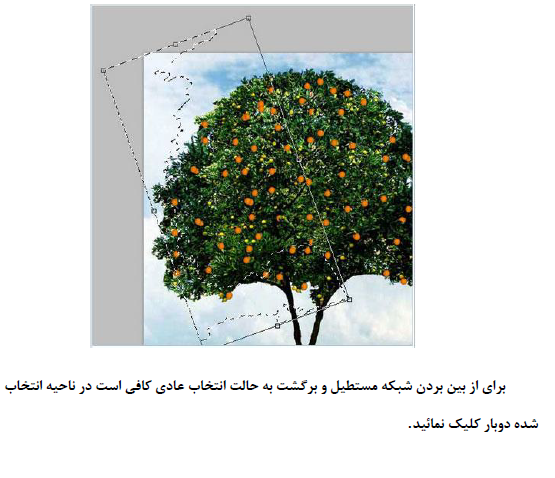 برای از بین بردن شبکه مستطیل و برگشت به حالت انتخاب عادی کافی است در ناحیه انتخاب
شده دوبار کلیک نمائید.